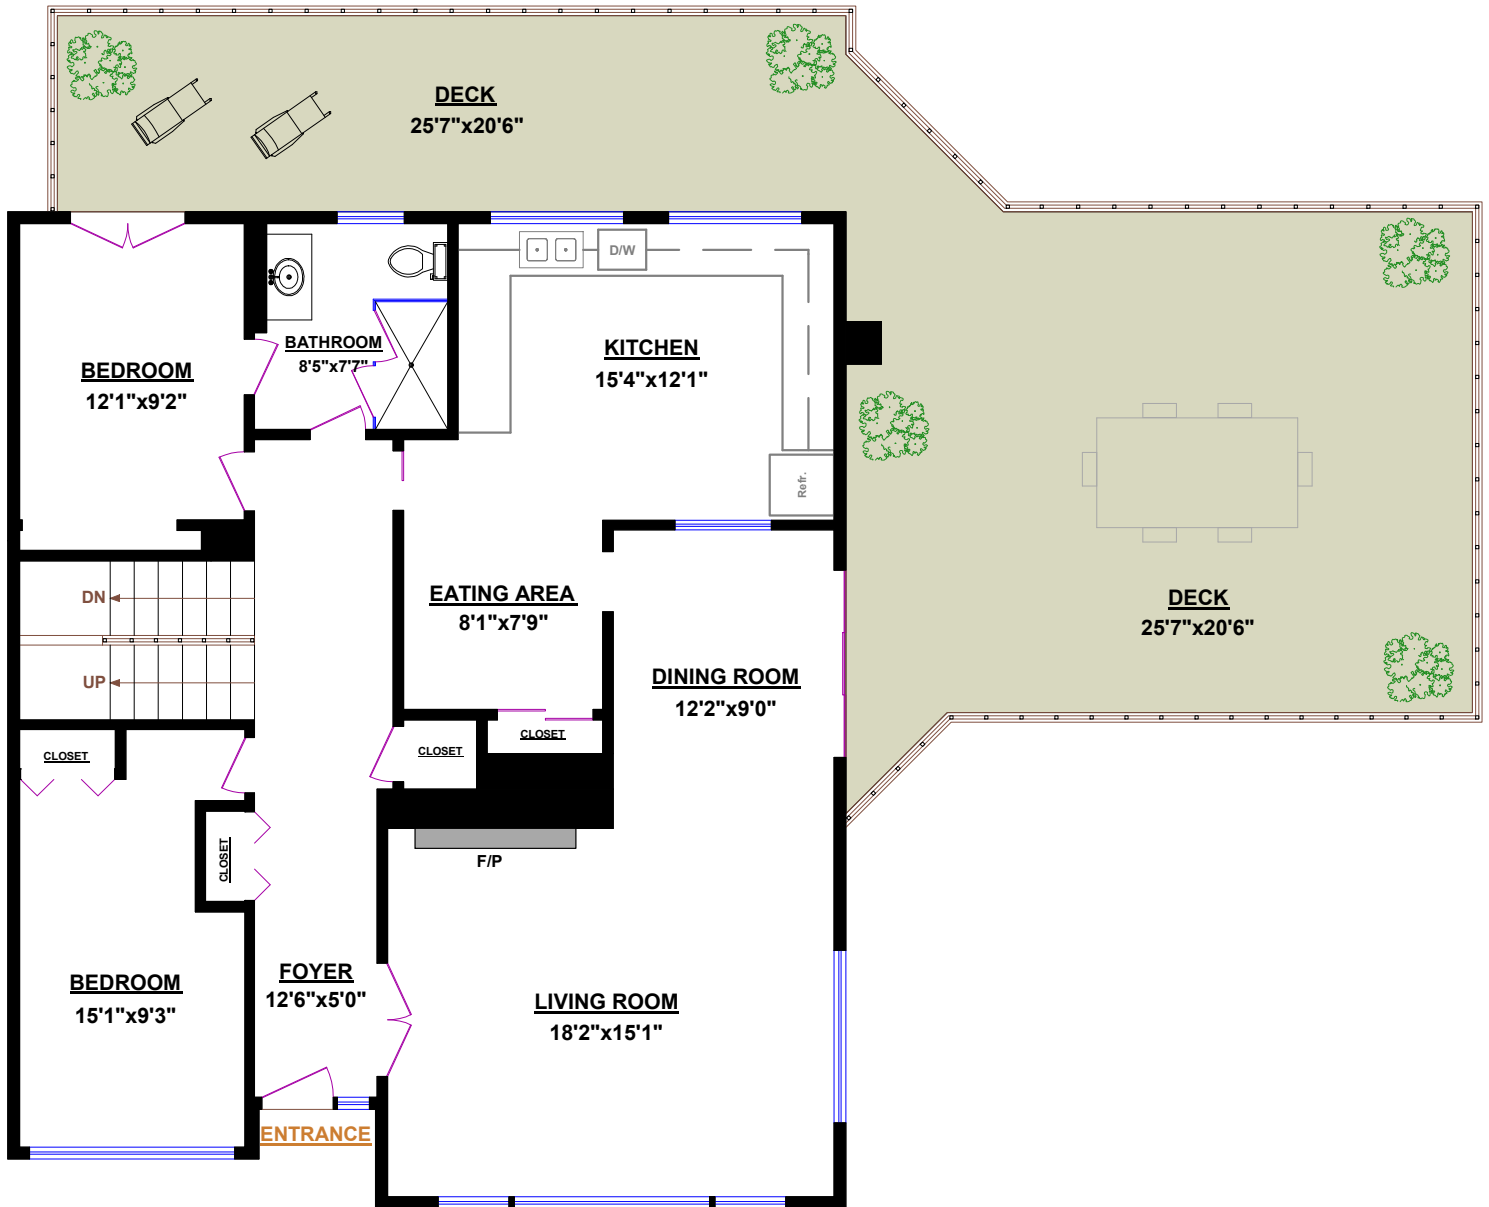 DECK
25'7"x20'6"
D/W
BATHROOM
8'5"x7'7"
KITCHEN
15'4"x12'1"
BEDROOM
12'1"x9'2"
Refr.
DN
EATING AREA
8'1"x7'9"
DECK
25'7"x20'6"
UP
DINING ROOM
12'2"x9'0"
CLOSET
CLOSET
CLOSET
CLOSET
F/P
BEDROOM
15'1"x9'3"
FOYER
12'6"x5'0"
LIVING ROOM
18'2"x15'1"
ENTRANCE